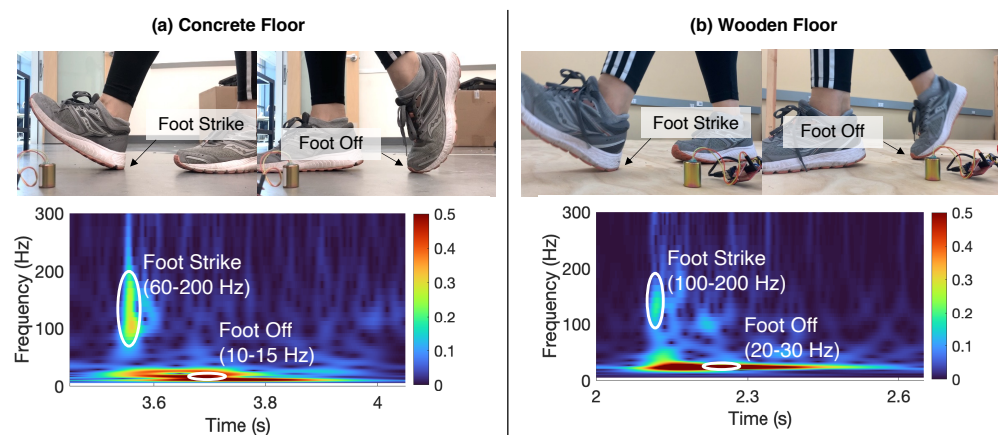 (a) Concrete Floor
Foot Strike
Foot Off
300
200
100
0
Frequency (Hz)
Foot Strike
(60-200 Hz)
Foot Off
(10-15 Hz)
3.6
3.8
4
Time (s)
0.5
0.4
0.3
0.2
0.1
0
(b) Wooden Floor
Foot Strike
Foot Off
300
200
100
0
Frequency (Hz)
Foot Strike
(100-200 Hz)
Foot Off
(20-30 Hz)
2
2.3
2.6
Time (s)
0.5
0.4
0.3
0.2
0.1
0